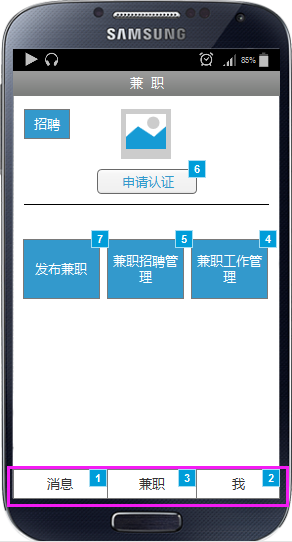 SAMSUNG
85%
兼 职
招聘
6
申请认证
7
5
4
发布兼职
兼职招聘管
理
兼职工作管
理
消息 1
兼职 3
我 2